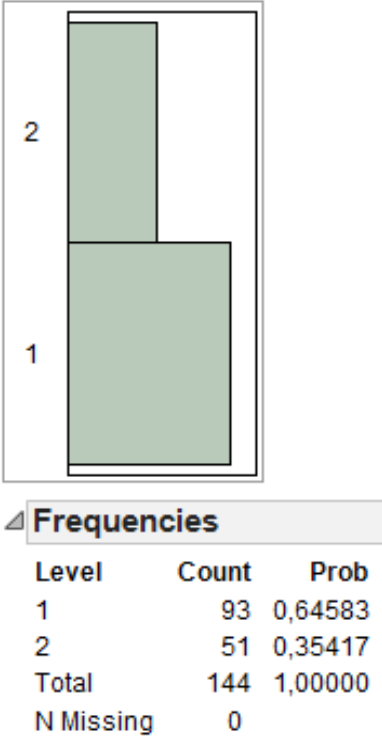 2
1
Frequencies
Level Count Prob
1 93 0,64583
2 51 0,35417
Total 144 1,00000
N Missing 0